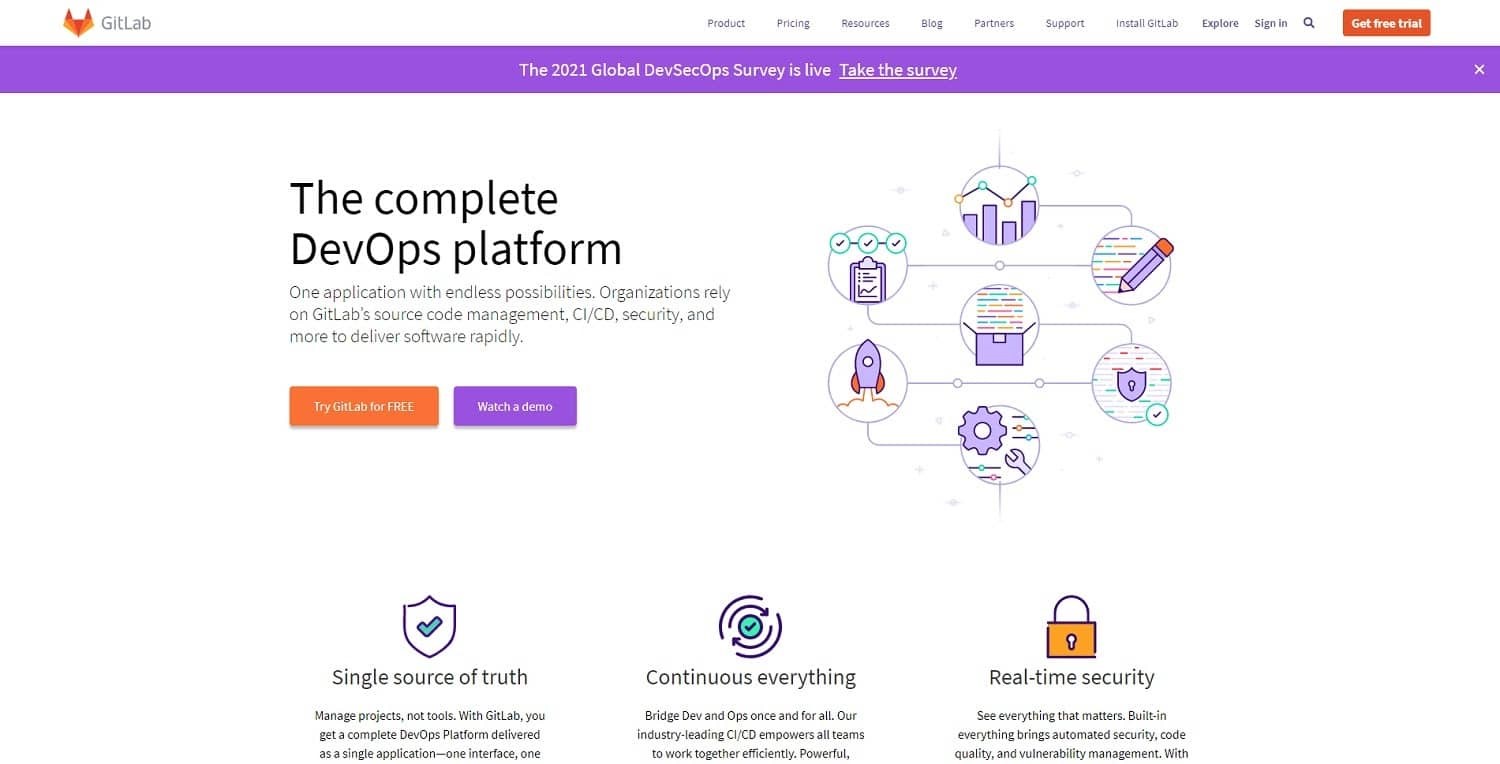 GitLab
Product Pricing Resources Blog Partners Support Install GitLab Explore Sign in Get free trial
The 2021 Global DevSecOps Survey is live Take the survey
The complete
DevOps platform
One application with endless possibilities. Organizations rely
on GitLab's source code management, CI/CD, security, and
more to deliver software rapidly.
Try GitLab for FREE Watch a demo
Single source of truth
Manage projects, not tools. With GitLab, you
get a complete DevOps Platform delivered
as a single application—one interface, one
Continuous everything
Bridge Dev and Ops once and for all. Our
industry-leading CI/CD empowers all teams
to work together efficiently. Powerful,
Real-time security
See everything that matters. Built-in
everything brings automated security, code
quality, and vulnerability management. With